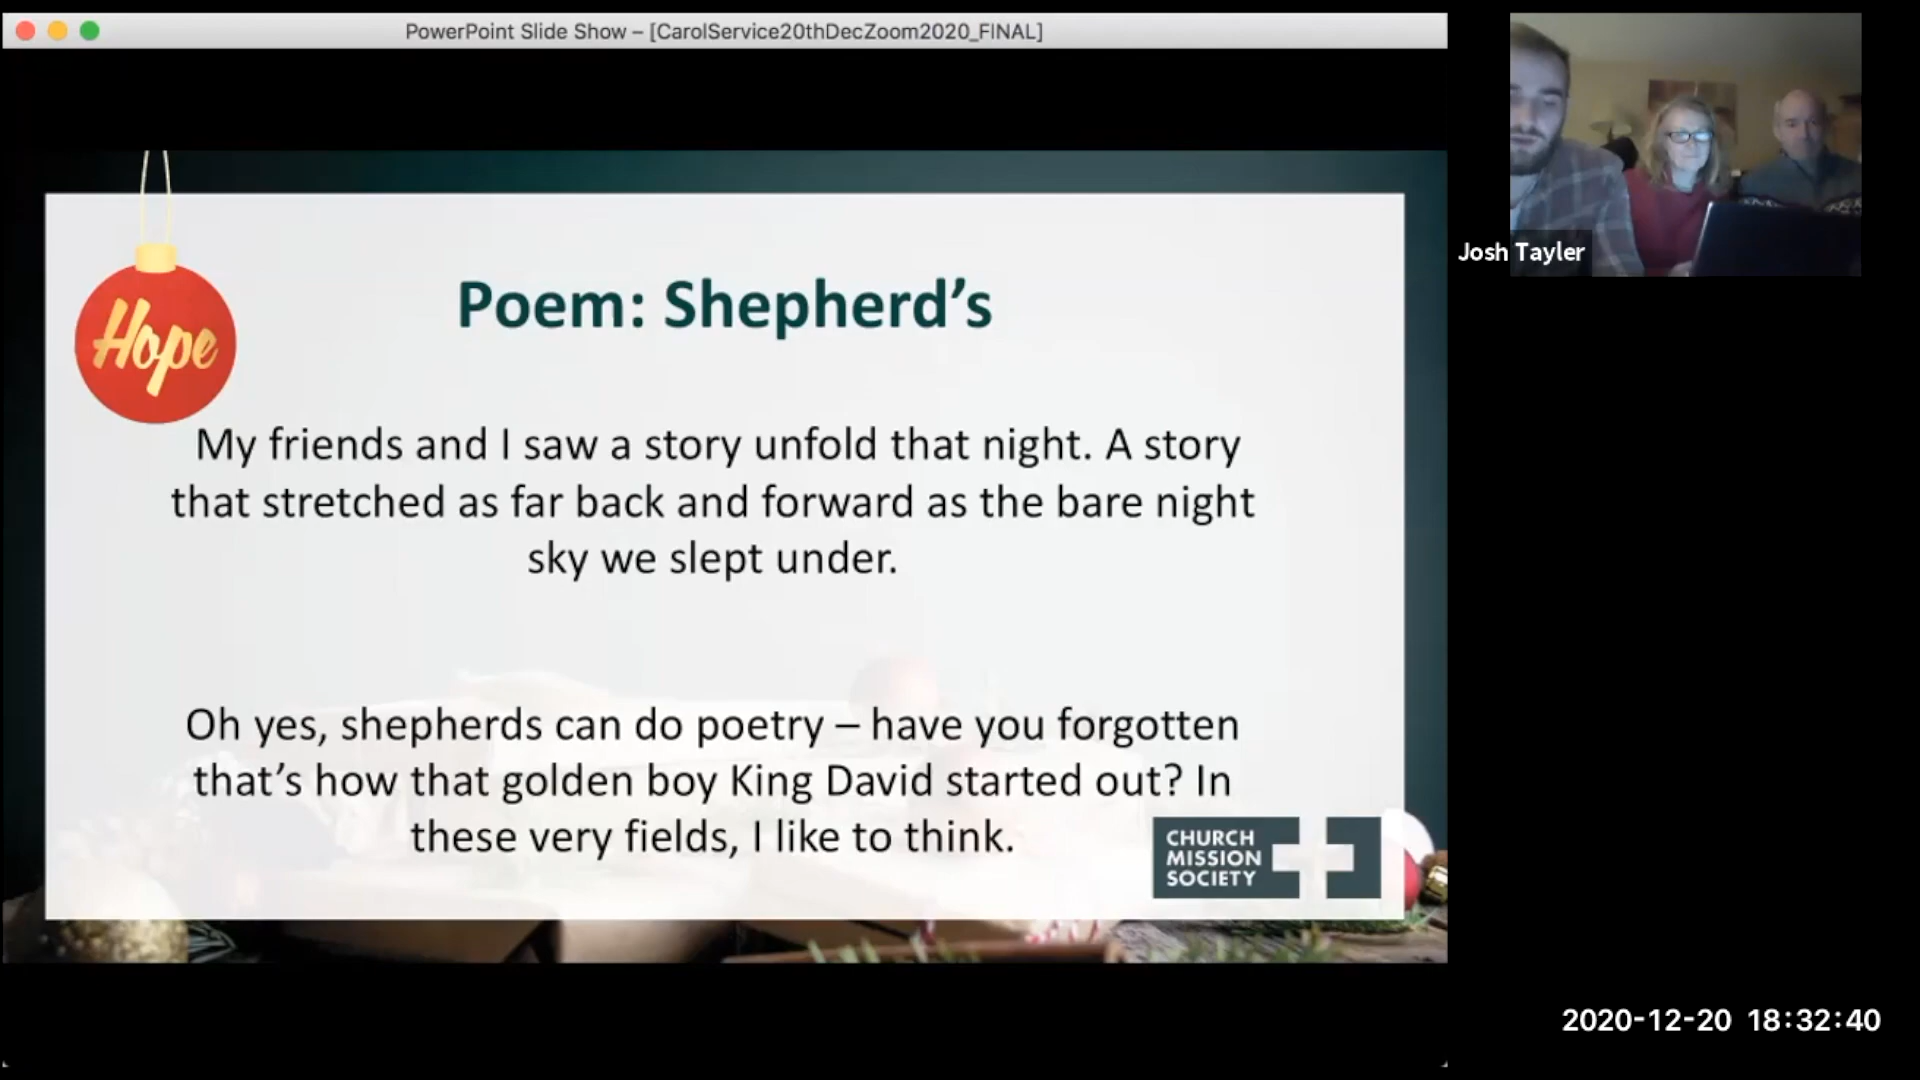 PowerPoint Slide Show – [CarolService20thDecZoom2020_FINAL]
Hope
Poem: Shepherd’s
My friends and I saw a story unfold that night. A story
that stretched as far back and forward as the bare night
sky we slept under.
Oh yes, shepherds can do poetry – have you forgotten
that’s how that golden boy King David started out? In
these very fields, I like to think.
CHURCH
MISSION
SOCIETY
Josh Tayler
2020-12-20 18:32:40